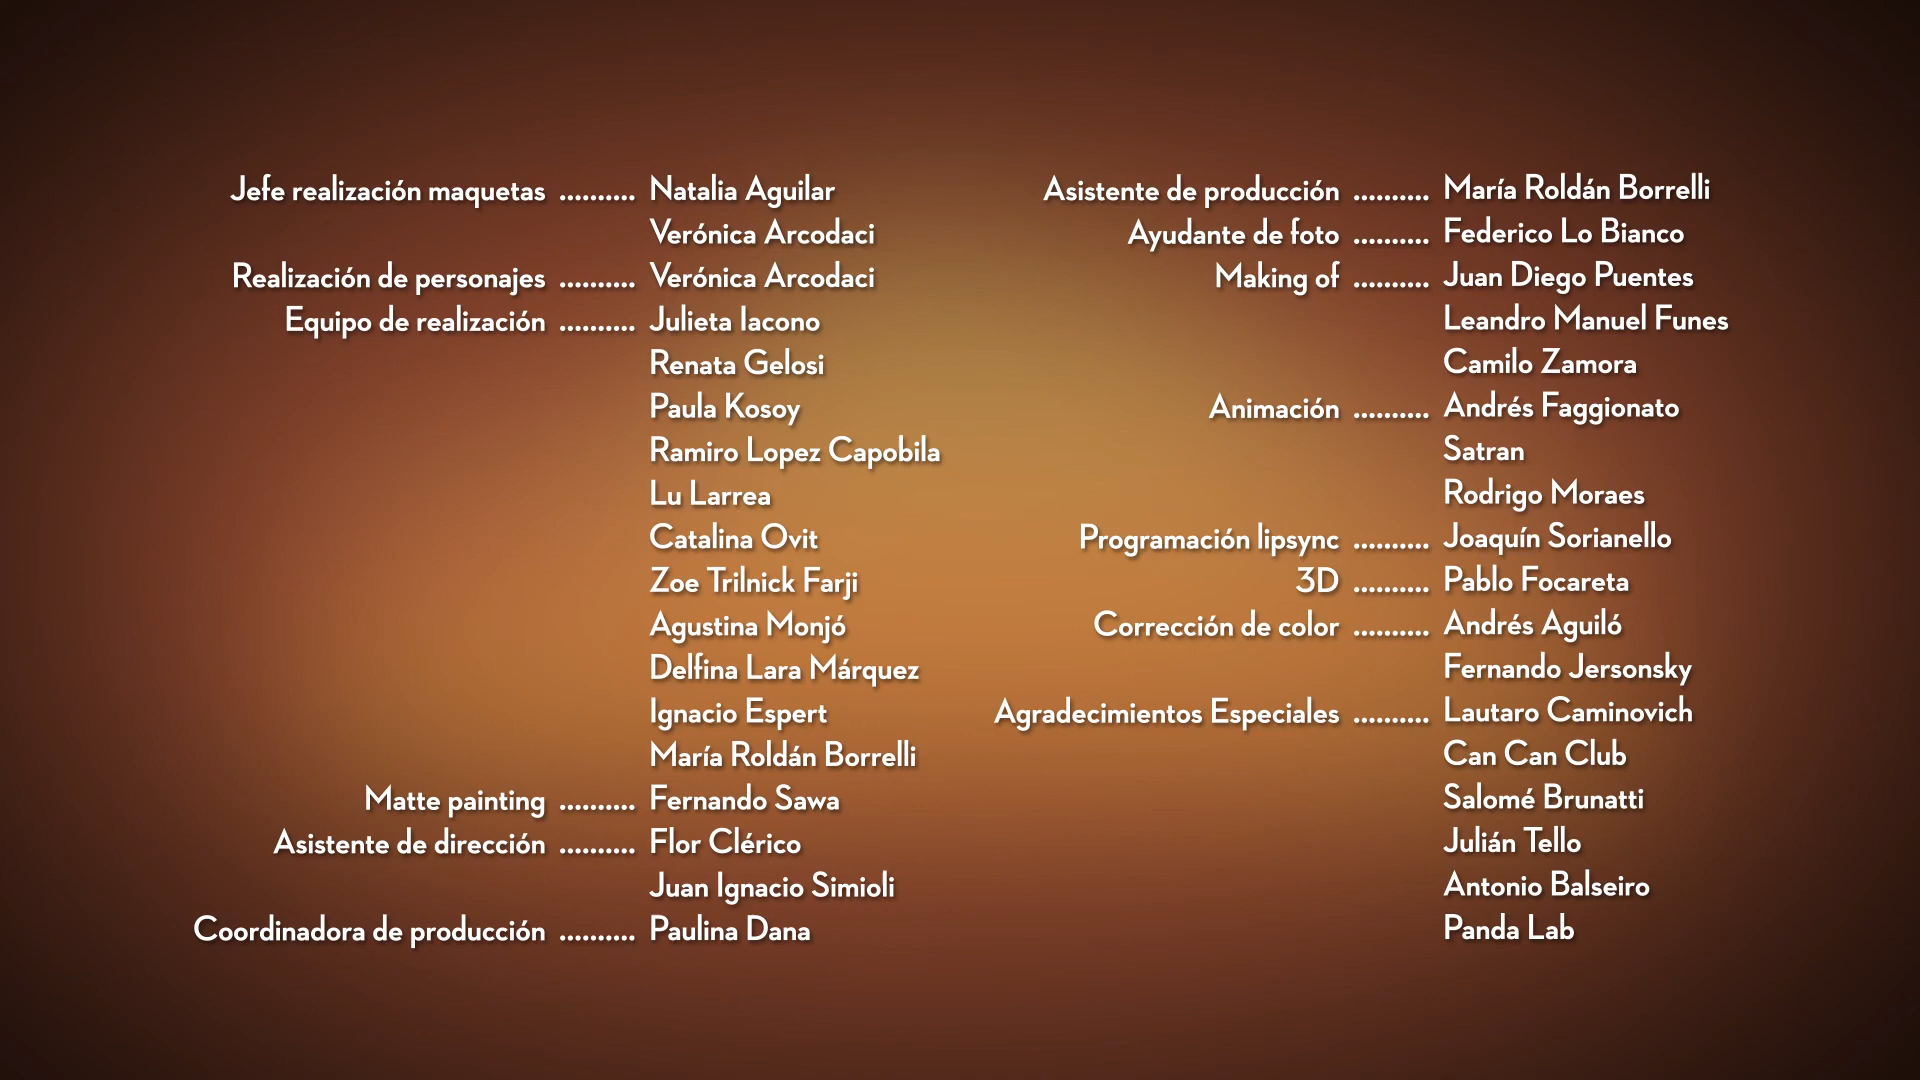 Jefe realización maquetas .......... Natalia Aguilar
Verónica Arcodaci
Realización de personajes .......... Verónica Arcodaci
Equipo de realización .......... Julieta Iacono
Renata Gelosi
Paula Kosoy
Ramiro Lopez Capobila
Lu Larrea
Catalina Ovit
Zoe Trilnick Farji
Agustina Monjó
Delfina Lara Márquez
Ignacio Espert
María Roldán Borrelli
Matte painting .......... Fernando Sawa
Asistente de dirección .......... Flor Clérico
Juan Ignacio Simioli
Coordinadora de producción .......... Paulina Dana
Asistente de producción .......... María Roldán Borrelli
Ayudante de foto .......... Federico Lo Bianco
Making of .......... Juan Diego Puentes
Leandro Manuel Funes
Camilo Zamora
Animación .......... Andrés Faggionato
Satran
Rodrigo Moraes
Programación lipsync .......... Joaquín Sorianello
3D .......... Pablo Focareta
Corrección de color .......... Andrés Aguiló
Fernando Jersonsky
Agradecimientos Especiales .......... Lautaro Caminovich
Can Can Club
Salomé Brunatti
Julián Tello
Antonio Balseiro
Panda Lab